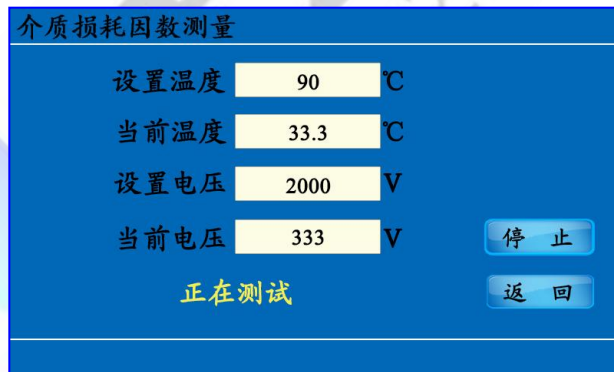 介质损耗因数测量
设置温度 90 ℃
当前温度 33.3 ℃
设置电压 2000 V
当前电压 333 V 停 止
正在测试 返 回